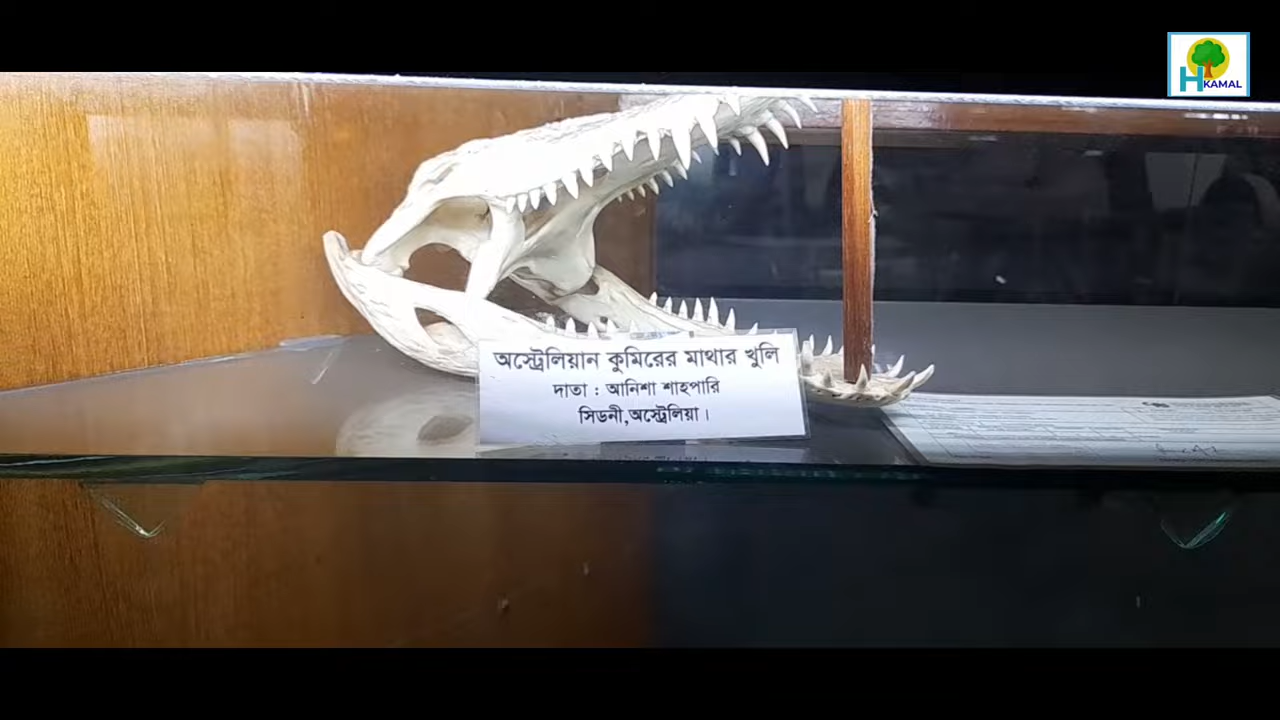 H KAMAL
অস্ট্রেলিয়ান কুমিরের মাথার খুলি
দাতা : আনিশা শাহপারি
সিডনী,অস্ট্রেলিয়া।